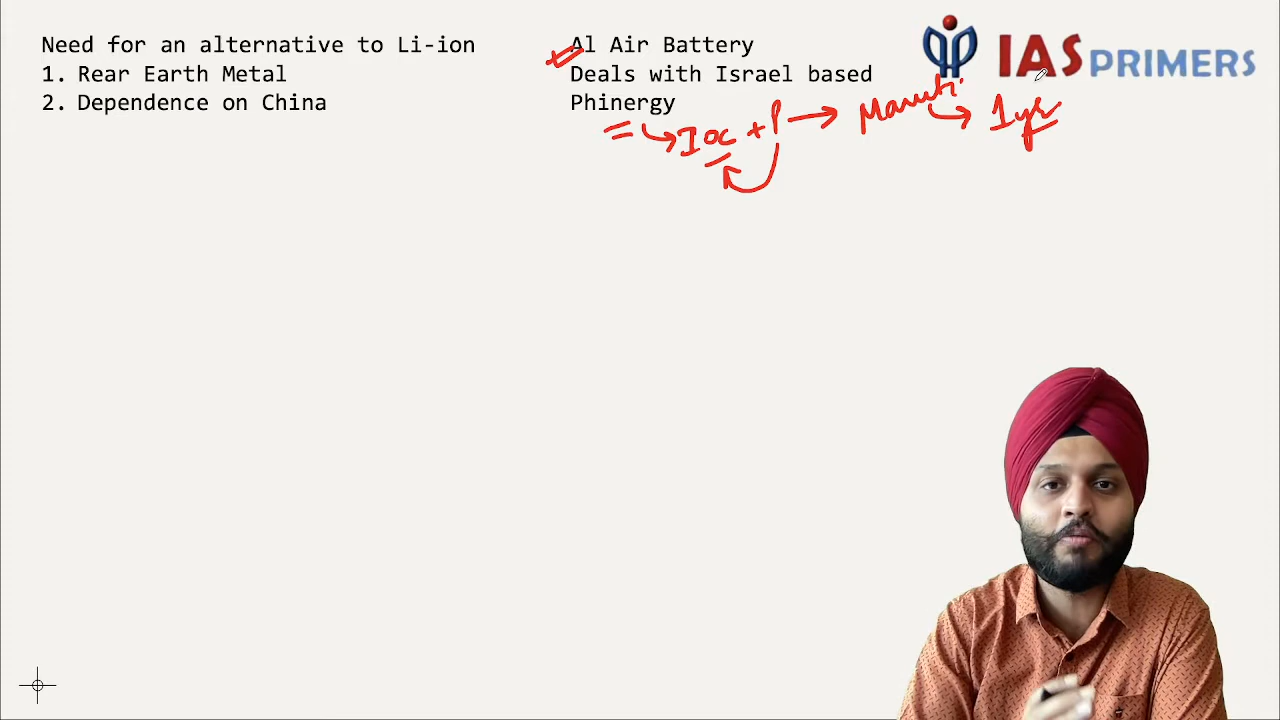 Need for an alternative to Li-ion
1. Rear Earth Metal
2. Dependence on China
Al Air Battery
Deals with Israel based
Phinergy
IOC + P → Maruti → 1yr
IAS PRIMERS